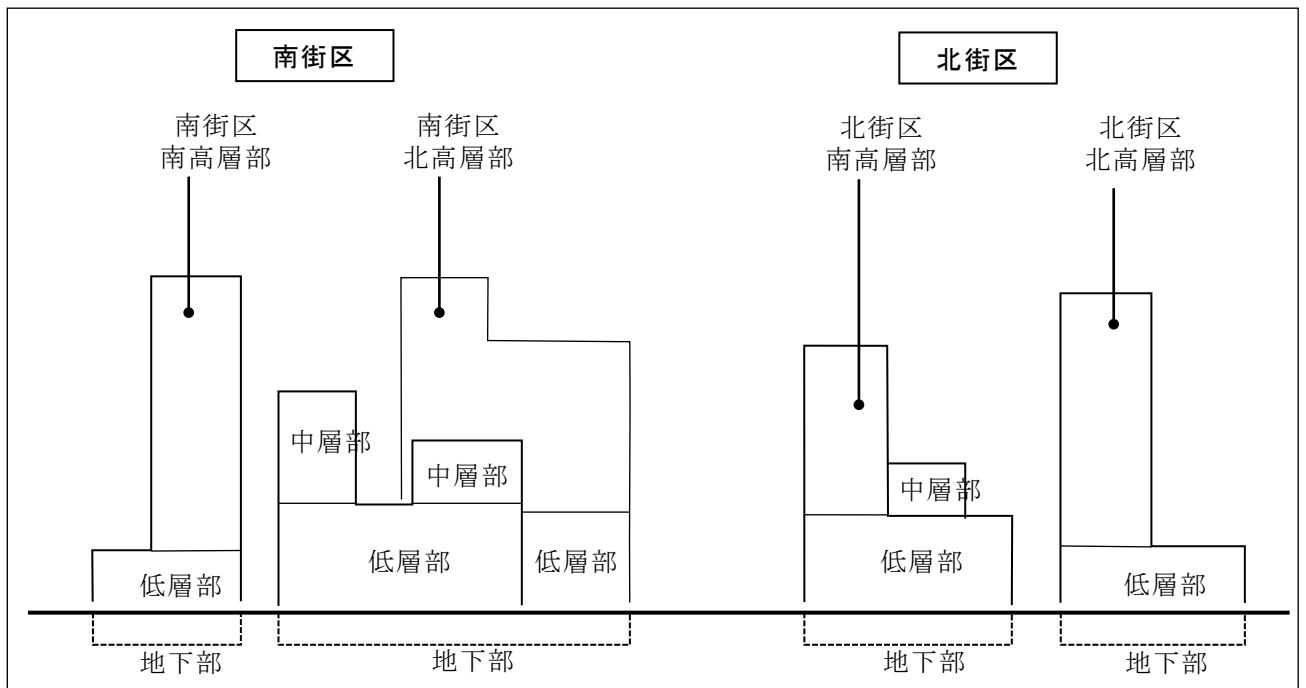 南街区
北街区
南街区
南高層部
南街区
北高層部
北街区
南高層部
北街区
北高層部
中層部
中層部
中層部
低層部
低層部
低層部
低層部
低層部
地下部
地下部
地下部
地下部